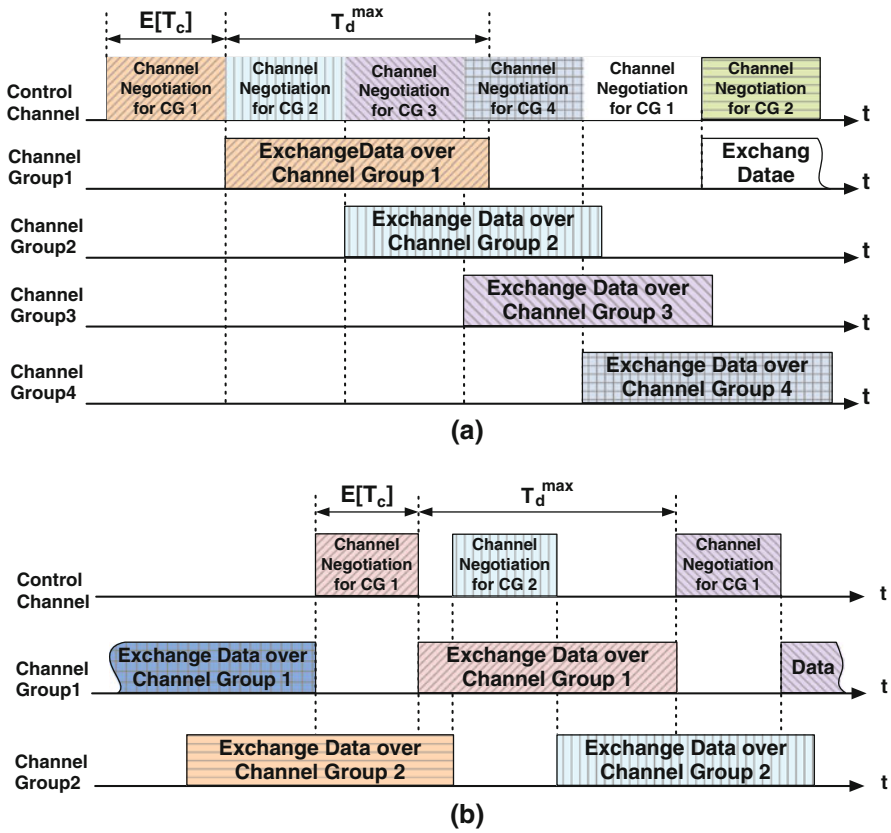 E[Tc]
Td max
Control
Channel
Channel
Negotiation
for CG 1
Channel
Negotiation
for CG 2
Channel
Negotiation
for CG 3
Channel
Negotiation
for CG 4
Channel
Negotiation
for CG 1
Channel
Negotiation
for CG 2
t
Channel
Group1
ExchangeData over
Channel Group 1
Exchang
Datae
t
Channel
Group2
Exchange Data over
Channel Group 2
t
Channel
Group3
Exchange Data over
Channel Group 3
t
Channel
Group4
Exchange Data over
Channel Group 4
t
(a)
E[Tc]
Td max
Control
Channel
Channel
Negotiation
for CG 1
Channel
Negotiation
for CG 2
Channel
Negotiation
for CG 1
t
Channel
Group1
Exchange Data over
Channel Group 1
Exchange Data over
Channel Group 1
Data
t
Channel
Group2
Exchange Data over
Channel Group 2
Exchange Data over
Channel Group 2
t
(b)